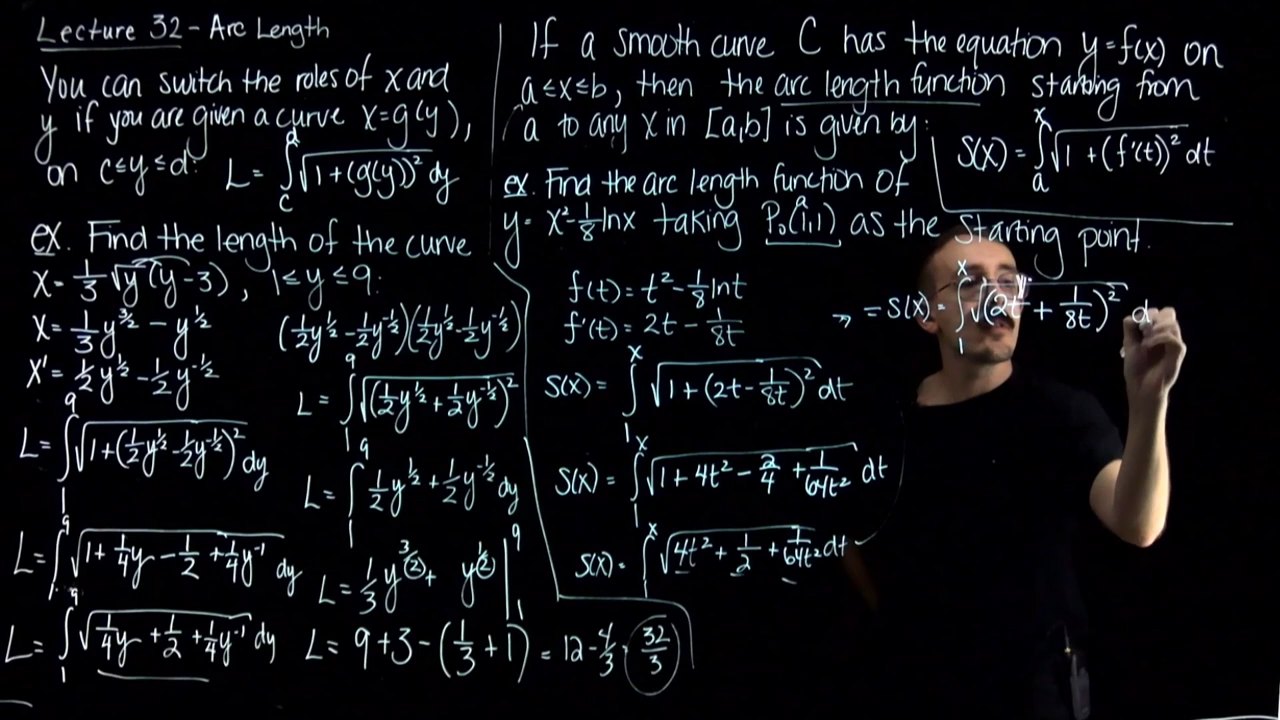 Lecture 32 - Arc Length
You can switch the roles of x and
y if you are given a curve x=g(y),
on c≤y≤d: L = ∫_c^d √(1+(g(y))²) dy
ex. Find the length of the curve
x = 1/3 √y (y-3), 1≤y≤9.
x = 1/3 y^(3/2) - y^(1/2)
x' = 1/2 y^(1/2) - 1/2 y^(-1/2)
L = ∫_1^9 √(1+(1/2 y^(1/2) - 1/2 y^(-1/2))²) dy
L = ∫_1^9 √(1+1/4 y - 1/2 + 1/4 y^(-1)) dy
L = ∫_1^9 √(1/4 y + 1/2 + 1/4 y^(-1)) dy
(1/2 y^(1/2) - 1/2 y^(-1/2))(1/2 y^(1/2) - 1/2 y^(-1/2))
L = ∫_1^9 √((1/2 y^(1/2) + 1/2 y^(-1/2))²)
L = ∫_1^9 1/2 y^(1/2) + 1/2 y^(-1/2) dy
L = 1/3 y^(3/2) + y^(1/2) |_1^9
L = 9+3 - (1/3 + 1) = 12 - 4/3 = 32/3
If a smooth curve C has the equation y=f(x) on
a≤x≤b, then the arc length function starting from
a to any x in [a,b] is given by:
S(x) = ∫_a^x √(1+(f'(t))²) dt
ex. Find the arc length function of
y = x² - 1/8 ln x taking P₀(1,1) as the starting point.
a
f(t) = t² - 1/8 ln t
f'(t) = 2t - 1/8t
S(x) = ∫_1^x √(1+(2t - 1/8t)²) dt
S(x) = ∫_1^x √(1+4t² - 2/4 + 1/64t²) dt
S(x) = ∫_1^x √(4t² + 1/2 + 1/64t²) dt
→ = S(x) = ∫_1^x √((2t + 1/8t)²) d